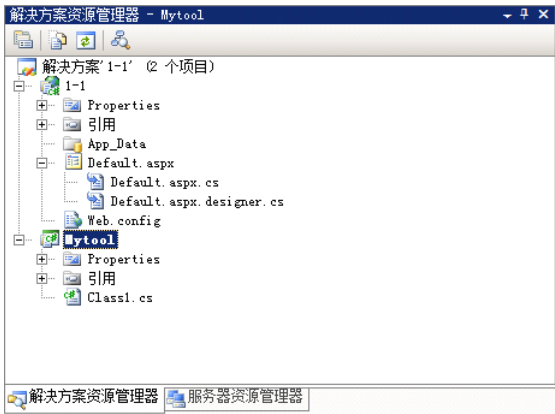 解决方案资源管理器 - Mytool
解决方案'1-1' (2 个项目)
1-1
Properties
引用
App_Data
Default.aspx
Default.aspx.cs
Default.aspx.designer.cs
Web.config
Mytool
Properties
引用
Class1.cs
解决方案资源管理器 服务器资源管理器